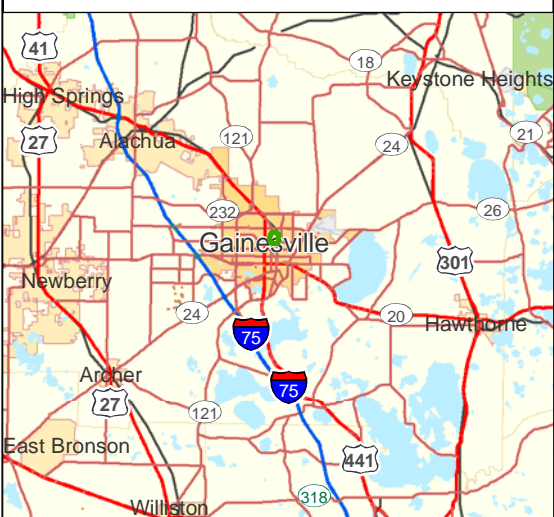 41
18
Keystone Heights
High Springs
27
Alachua
121
24
21
232
26
Gainesville
301
Newberry
24
20
Hawthorne
75
Archer
75
27
121
East Bronson
441
318
Williston